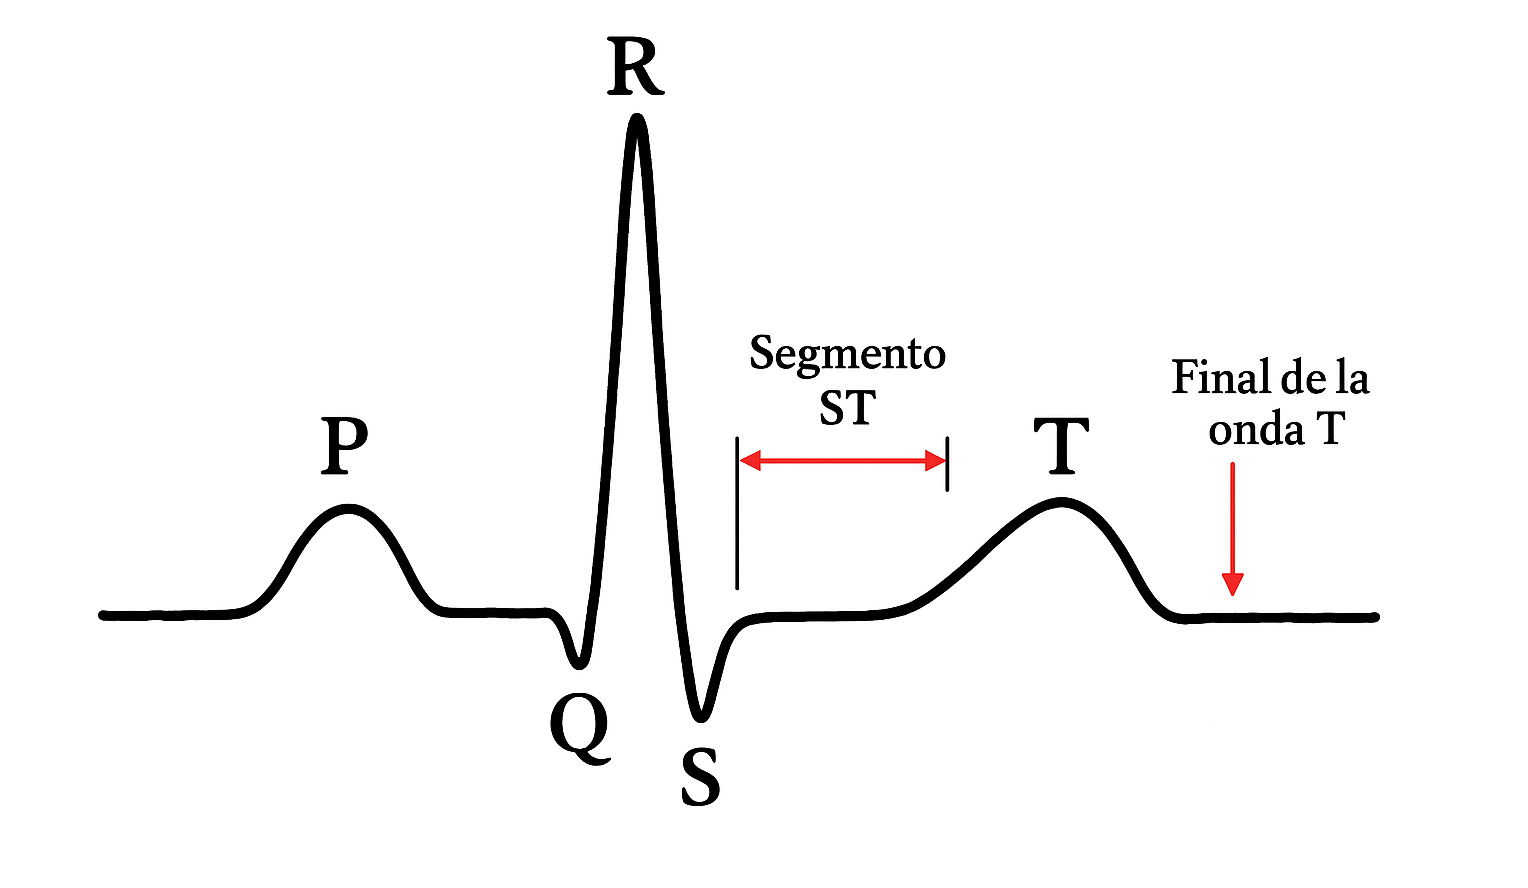 R
Segmento
ST
Final de la
onda T
P
T
Q
S